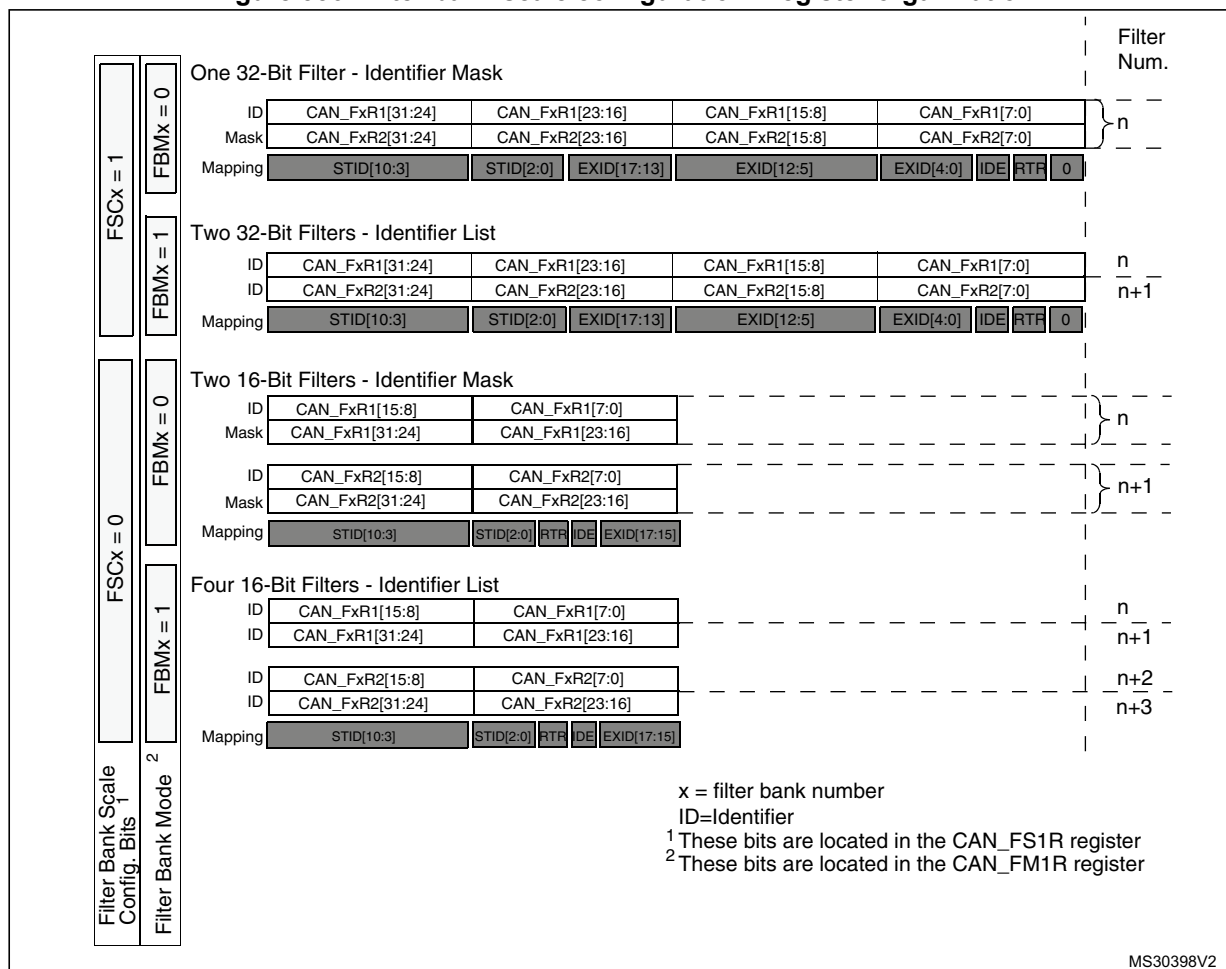 Filter
Num.
One 32-Bit Filter - Identifier Mask
FSCx = 1
FBMx = 0
ID CAN_FxR1[31:24] CAN_FxR1[23:16] CAN_FxR1[15:8] CAN_FxR1[7:0]
Mask CAN_FxR2[31:24] CAN_FxR2[23:16] CAN_FxR2[15:8] CAN_FxR2[7:0]
n
Mapping STID[10:3] STID[2:0] EXID[17:13] EXID[12:5] EXID[4:0] IDE RTR 0
Two 32-Bit Filters - Identifier List
FBMx = 1
ID CAN_FxR1[31:24] CAN_FxR1[23:16] CAN_FxR1[15:8] CAN_FxR1[7:0] n
ID CAN_FxR2[31:24] CAN_FxR2[23:16] CAN_FxR2[15:8] CAN_FxR2[7:0] n+1
Mapping STID[10:3] STID[2:0] EXID[17:13] EXID[12:5] EXID[4:0] IDE RTR 0
Two 16-Bit Filters - Identifier Mask
FSCx = 0
FBMx = 0
ID CAN_FxR1[15:8] CAN_FxR1[7:0]
Mask CAN_FxR1[31:24] CAN_FxR1[23:16]
n
ID CAN_FxR2[15:8] CAN_FxR2[7:0]
Mask CAN_FxR2[31:24] CAN_FxR2[23:16]
n+1
Mapping STID[10:3] STID[2:0] RTR IDE EXID[17:15]
Four 16-Bit Filters - Identifier List
FBMx = 1
ID CAN_FxR1[15:8] CAN_FxR1[7:0] n
ID CAN_FxR1[31:24] CAN_FxR1[23:16] n+1
ID CAN_FxR2[15:8] CAN_FxR2[7:0] n+2
ID CAN_FxR2[31:24] CAN_FxR2[23:16] n+3
Mapping STID[10:3] STID[2:0] RTR IDE EXID[17:15]
Filter Bank Scale
Config. Bits 1
Filter Bank Mode 2
x = filter bank number
ID=Identifier
1 These bits are located in the CAN_FS1R register
2 These bits are located in the CAN_FM1R register
MS30398V2